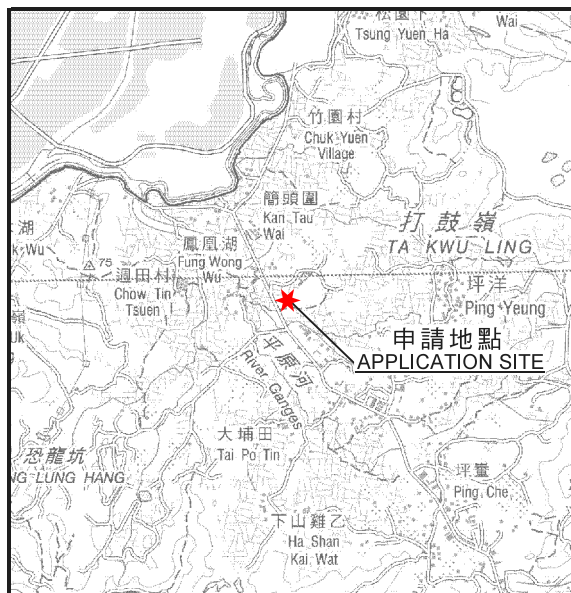 松園下
Tsung Yuen Ha
Wai
竹園村
Chuk Yuen
Village
簡頭圍
Kan Tau
Wai
打鼓嶺
TA KWU LING
湖
k Wu
鳳凰湖
Fung Wong
Wu
75
週田村
Chow Tin
Tsuen
坪洋
Ping Yeung
嶺
Uk
申請地點
APPLICATION SITE
平原河
River Ganges
大埔田
Tai Po Tin
恐龍坑
NG LUNG HANG
坪輋
Ping Che
下山雞乙
Ha Shan
Kai Wat